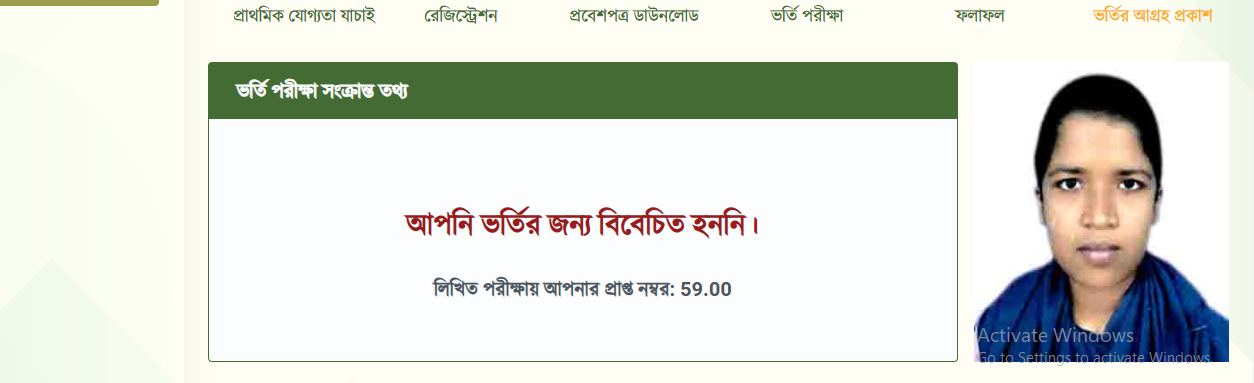 প্রাথমিক যোগ্যতা যাচাই রেজিস্ট্রেশন প্রবেশপত্র ডাউনলোড ভর্তি পরীক্ষা ফলাফল ভর্তির আগ্রহ প্রকাশ
ভর্তি পরীক্ষা সংক্রান্ত তথ্য
আপনি ভর্তির জন্য বিবেচিত হননি।
লিখিত পরীক্ষায় আপনার প্রাপ্ত নম্বর: 59.00
Activate Windows
Go to Settings to activate Windows.